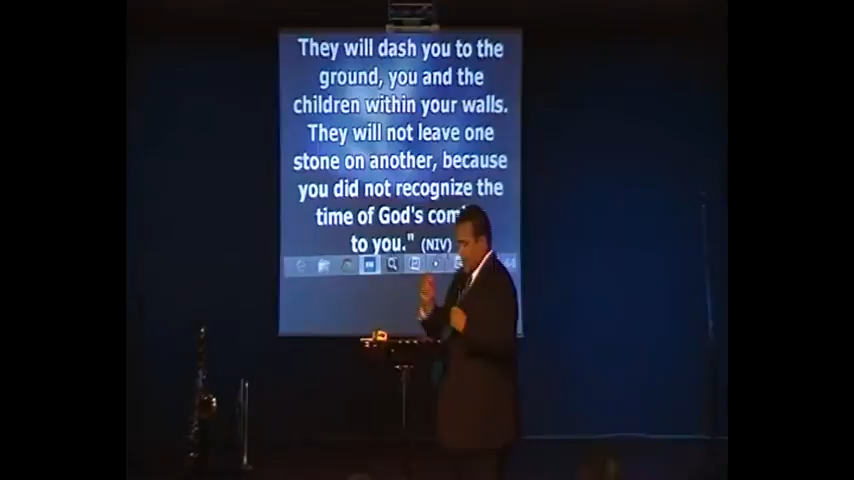 They will dash you to the
ground, you and the
children within your walls.
They will not leave one
stone on another, because
you did not recognize the
time of God's
to you." (NIV)